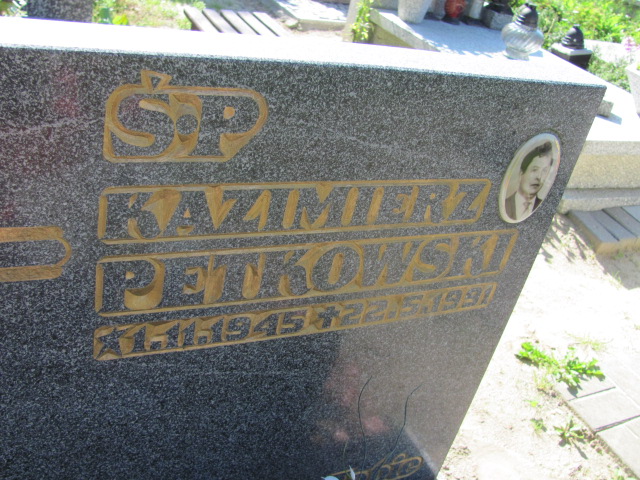 ŚP
KAZIMIERZ
PETKOWSKI
★1.1.1945 ✝22.5.1991